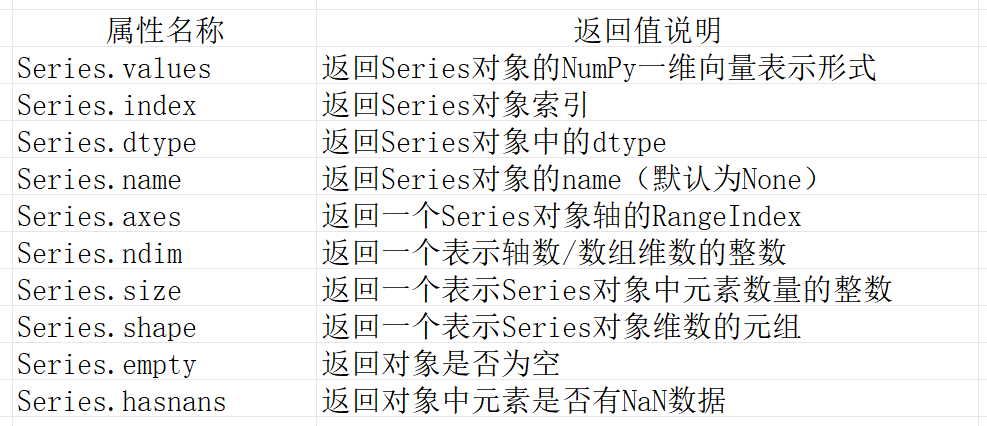 属性名称 返回值说明
Series.values 返回Series对象的NumPy一维向量表示形式
Series.index 返回Series对象索引
Series.dtype 返回Series对象中的dtype
Series.name 返回Series对象的name（默认为None）
Series.axes 返回一个Series对象轴的RangeIndex
Series.ndim 返回一个表示轴数/数组维数的整数
Series.size 返回一个表示Series对象中元素数量的整数
Series.shape 返回一个表示Series对象维数的元组
Series.empty 返回对象是否为空
Series.hasnans 返回对象中元素是否有NaN数据